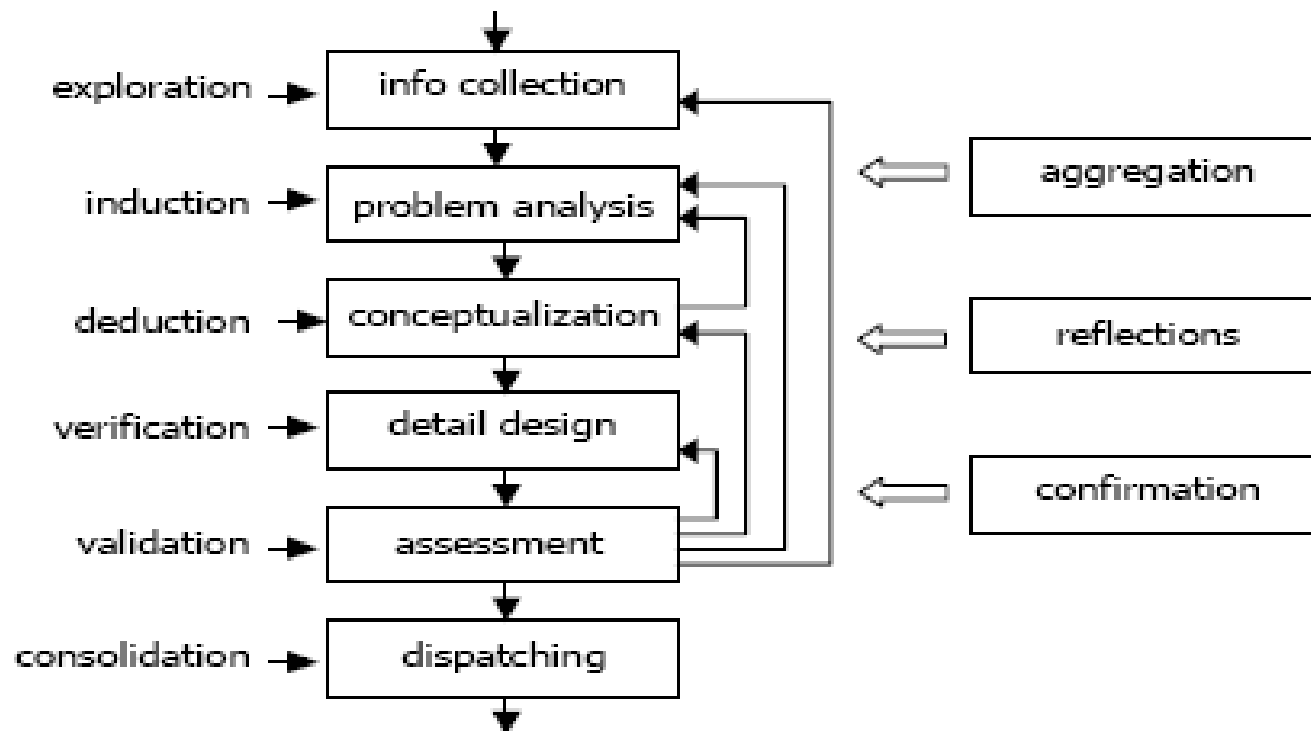 exploration
info collection
induction
problem analysis
deduction
conceptualization
verification
detail design
validation
assessment
consolidation
dispatching
aggregation
reflections
confirmation